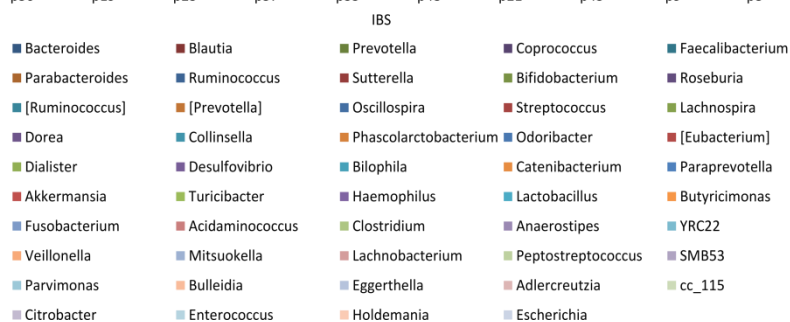 IBS
Bacteroides Blautia Prevotella Coprococcus Faecalibacterium
Parabacteroides Ruminococcus Sutterella Bifidobacterium Roseburia
[Ruminococcus] [Prevotella] Oscillospira Streptococcus Lachnospira
Dorea Collinsella Phascolarctobacterium Odoribacter [Eubacterium]
Dialister Desulfovibrio Bilophila Catenibacterium Paraprevotella
Akkermansia Turicibacter Haemophilus Lactobacillus Butyricimonas
Fusobacterium Acidaminococcus Clostridium Anaerostipes YRC22
Veillonella Mitsuokella Lachnobacterium Peptostreptococcus SMB53
Parvimonas Bulleidia Eggerthella Adlercreutzia cc_115
Citrobacter Enterococcus Holdemania Escherichia